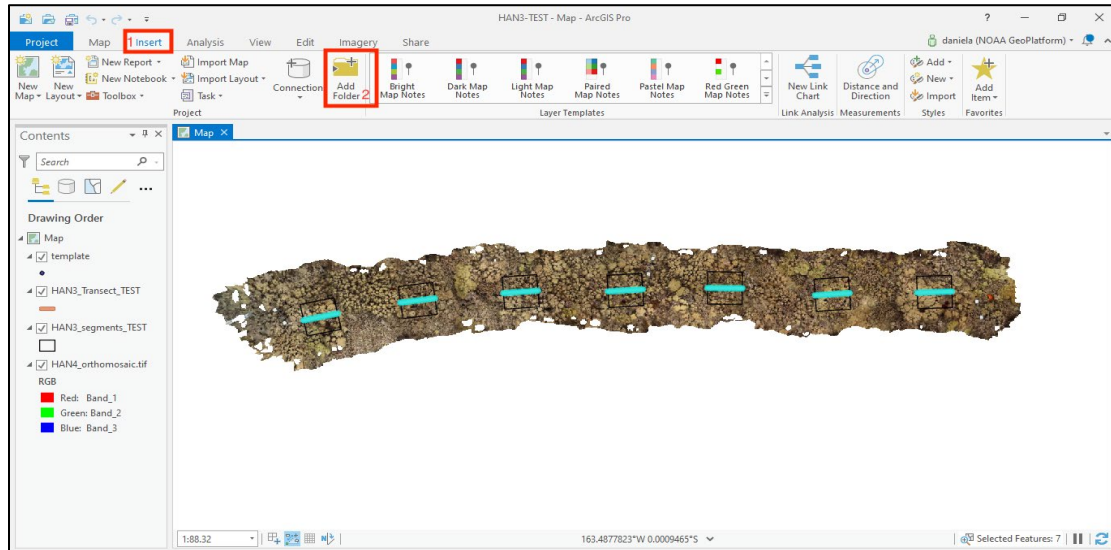 HAN3-TEST - Map - ArcGIS Pro
? — ×
Project Map 1 Insert Analysis View Edit Imagery Share
daniela (NOAA GeoPlatform)
New Map
New Layout
New Report
New Notebook
Toolbox
Import Map
Import Layout
Task
Connection
Add Folder 2
Bright Map Notes
Dark Map Notes
Light Map Notes
Paired Map Notes
Pastel Map Notes
Red Green Map Notes
New Link Chart
Distance and Direction
Add
New
Import
Add Item
Project
Layer Templates
Link Analysis
Measurements
Styles
Favorites
Contents
Map
Search
Drawing Order
Map
template
HAN3_Transect_TEST
HAN3_segments_TEST
HAN4_orthomosaic.tif
RGB
Red: Band_1
Green: Band_2
Blue: Band_3
1:88.32
163.4877823°W 0.0009465°S
Selected Features: 7